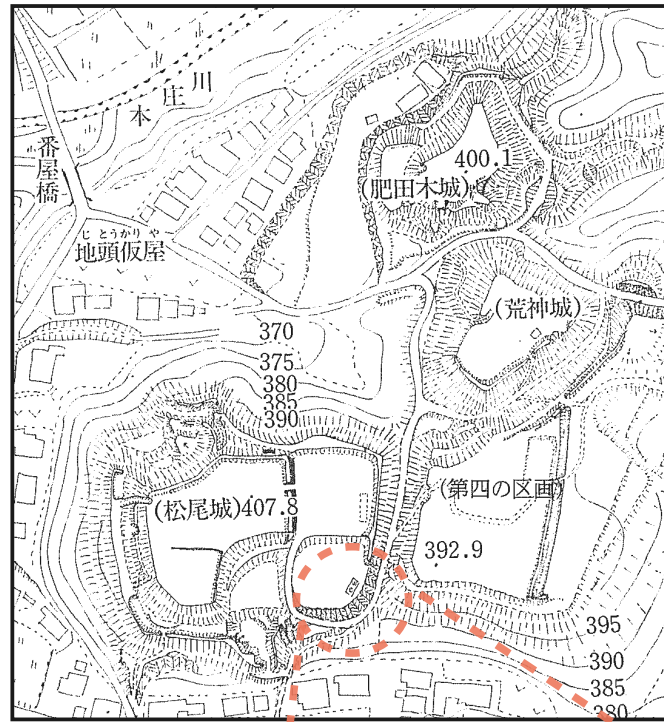 本庄川
番屋橋
じとうかりや
地頭仮屋
400.1
(肥田木城)
(荒神城)
370
375
380
385
390
(松尾城)407.8
(第四の区画)
392.9
395
390
385
380